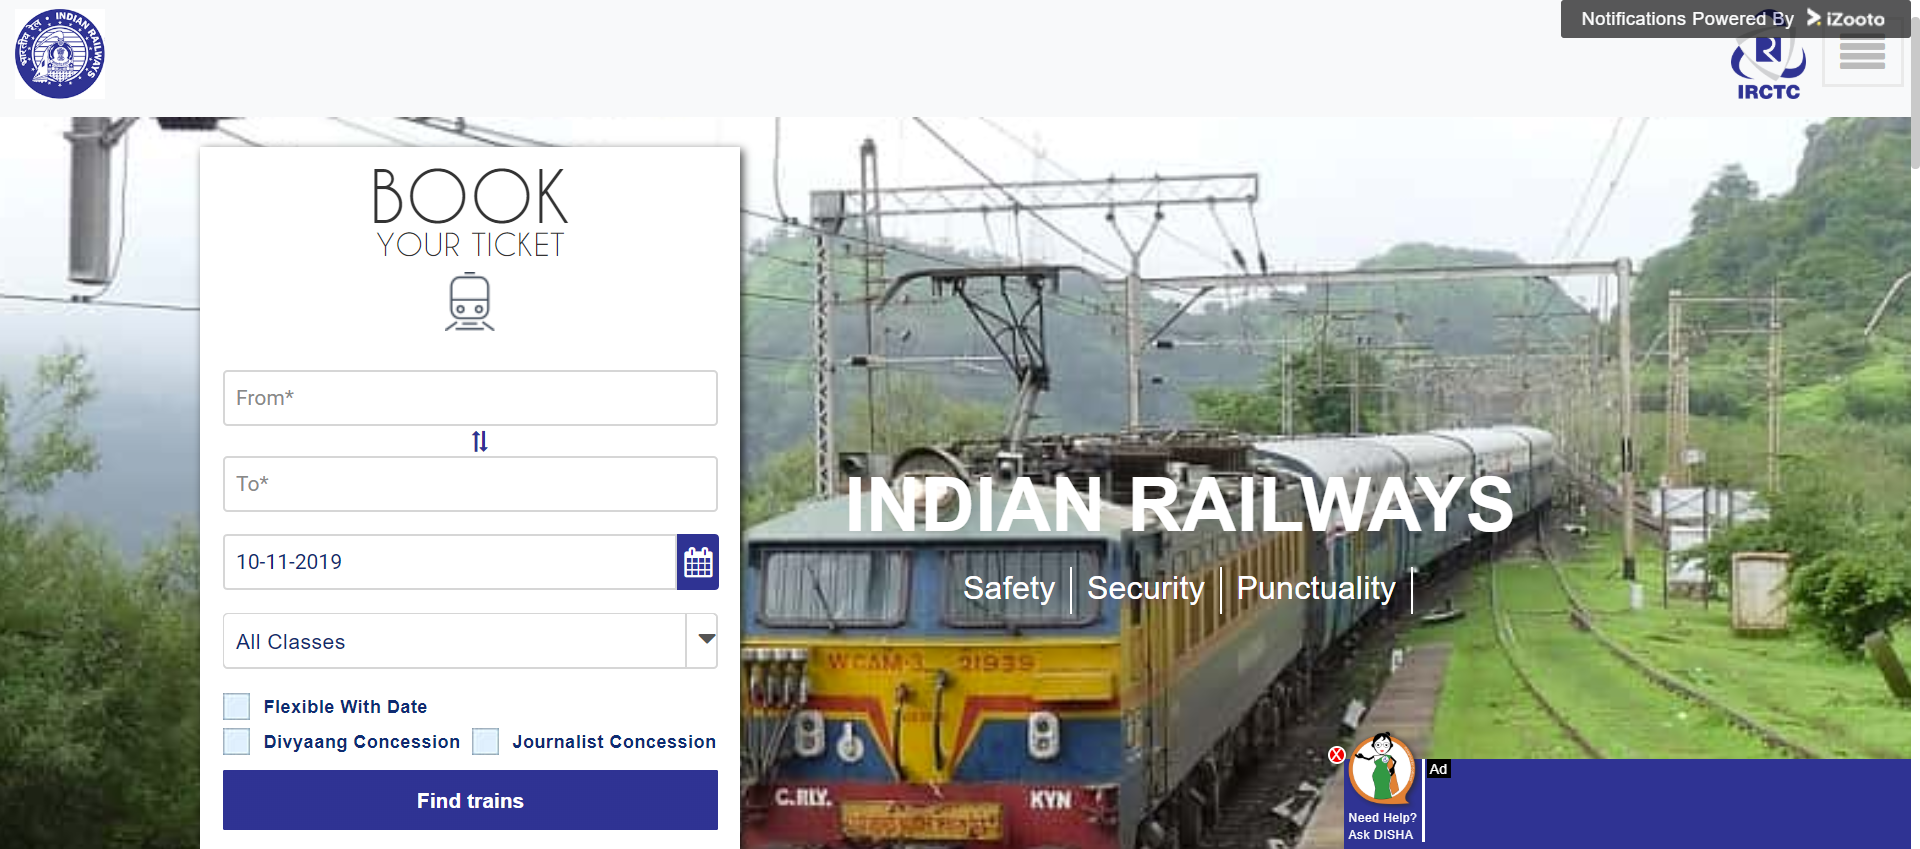 भारतीय रेल • INDIAN RAILWAYS
Notifications Powered By iZooto
IRCTC
BOOK
YOUR TICKET
From*
To*
10-11-2019
All Classes
Flexible With Date
Divyaang Concession
Journalist Concession
Find trains
INDIAN RAILWAYS
Safety
Security
Punctuality
WCAM-3 21939
C.RLY.
KYN
X
Need Help?
Ask DISHA
Ad